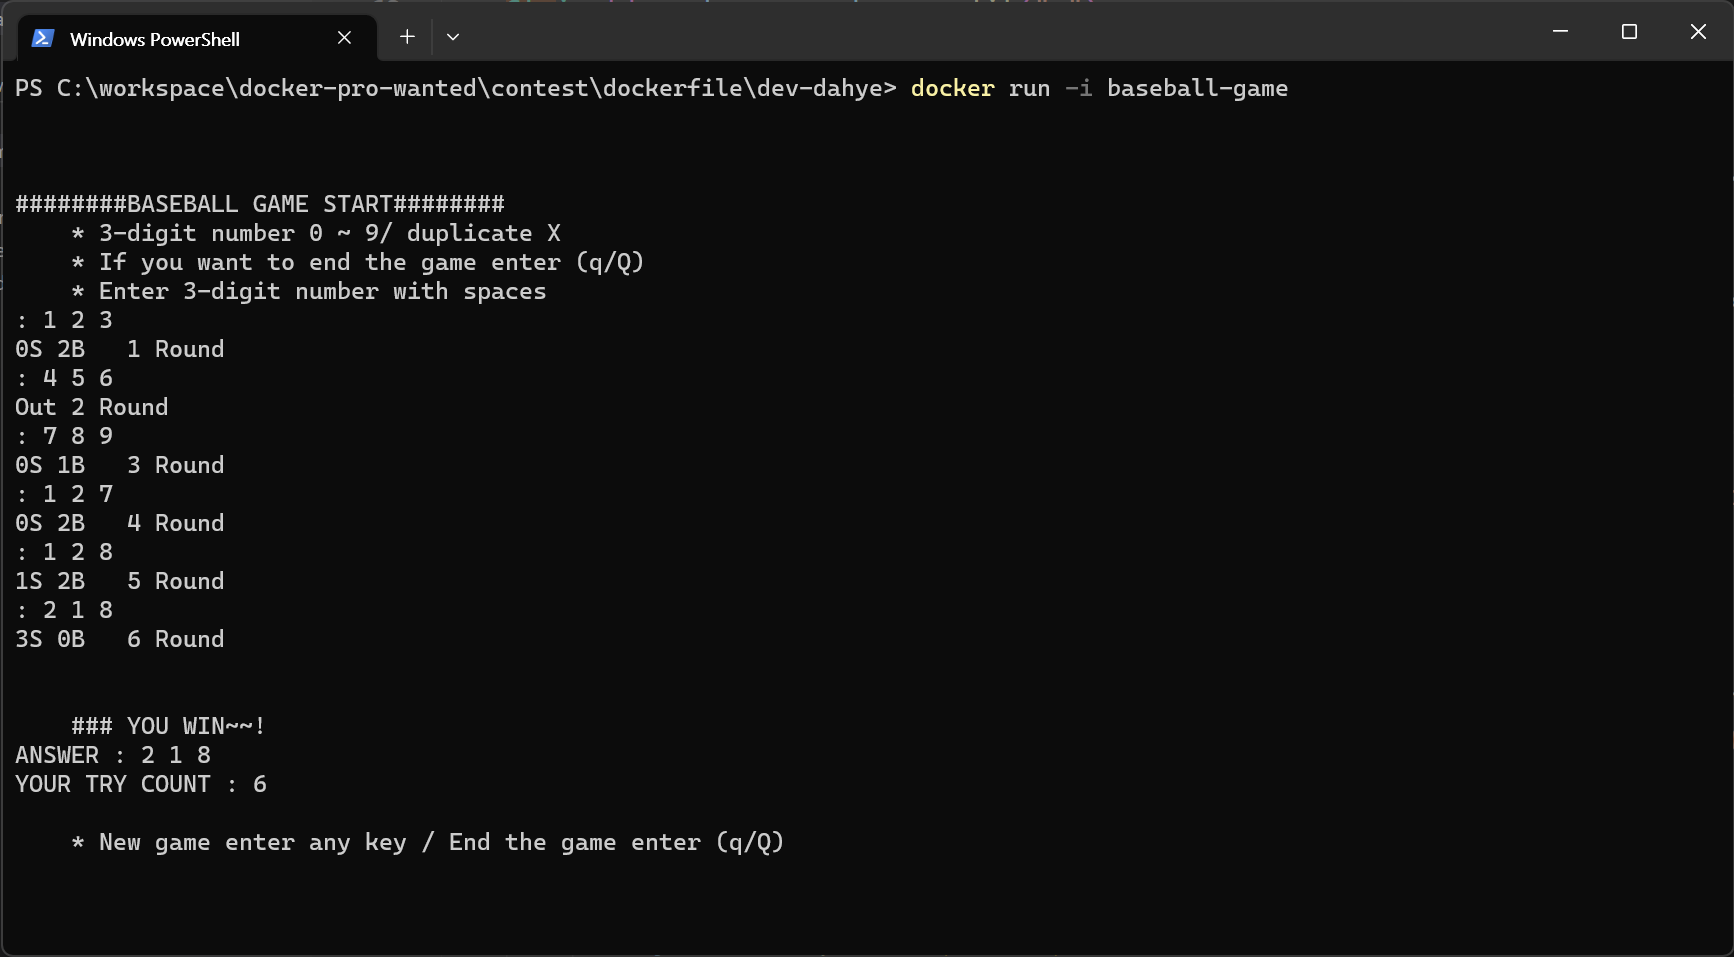 Windows PowerShell
PS C:\workspace\docker-pro-wanted\contest\dockerfile\dev-dahye> docker run -i baseball-game
########BASEBALL GAME START########
* 3-digit number 0 ~ 9/ duplicate X
* If you want to end the game enter (q/Q)
* Enter 3-digit number with spaces
: 1 2 3
0S 2B   1 Round
: 4 5 6
Out 2 Round
: 7 8 9
0S 1B   3 Round
: 1 2 7
0S 2B   4 Round
: 1 2 8
1S 2B   5 Round
: 2 1 8
3S 0B   6 Round
### YOU WIN~~!
ANSWER : 2 1 8
YOUR TRY COUNT : 6
* New game enter any key / End the game enter (q/Q)